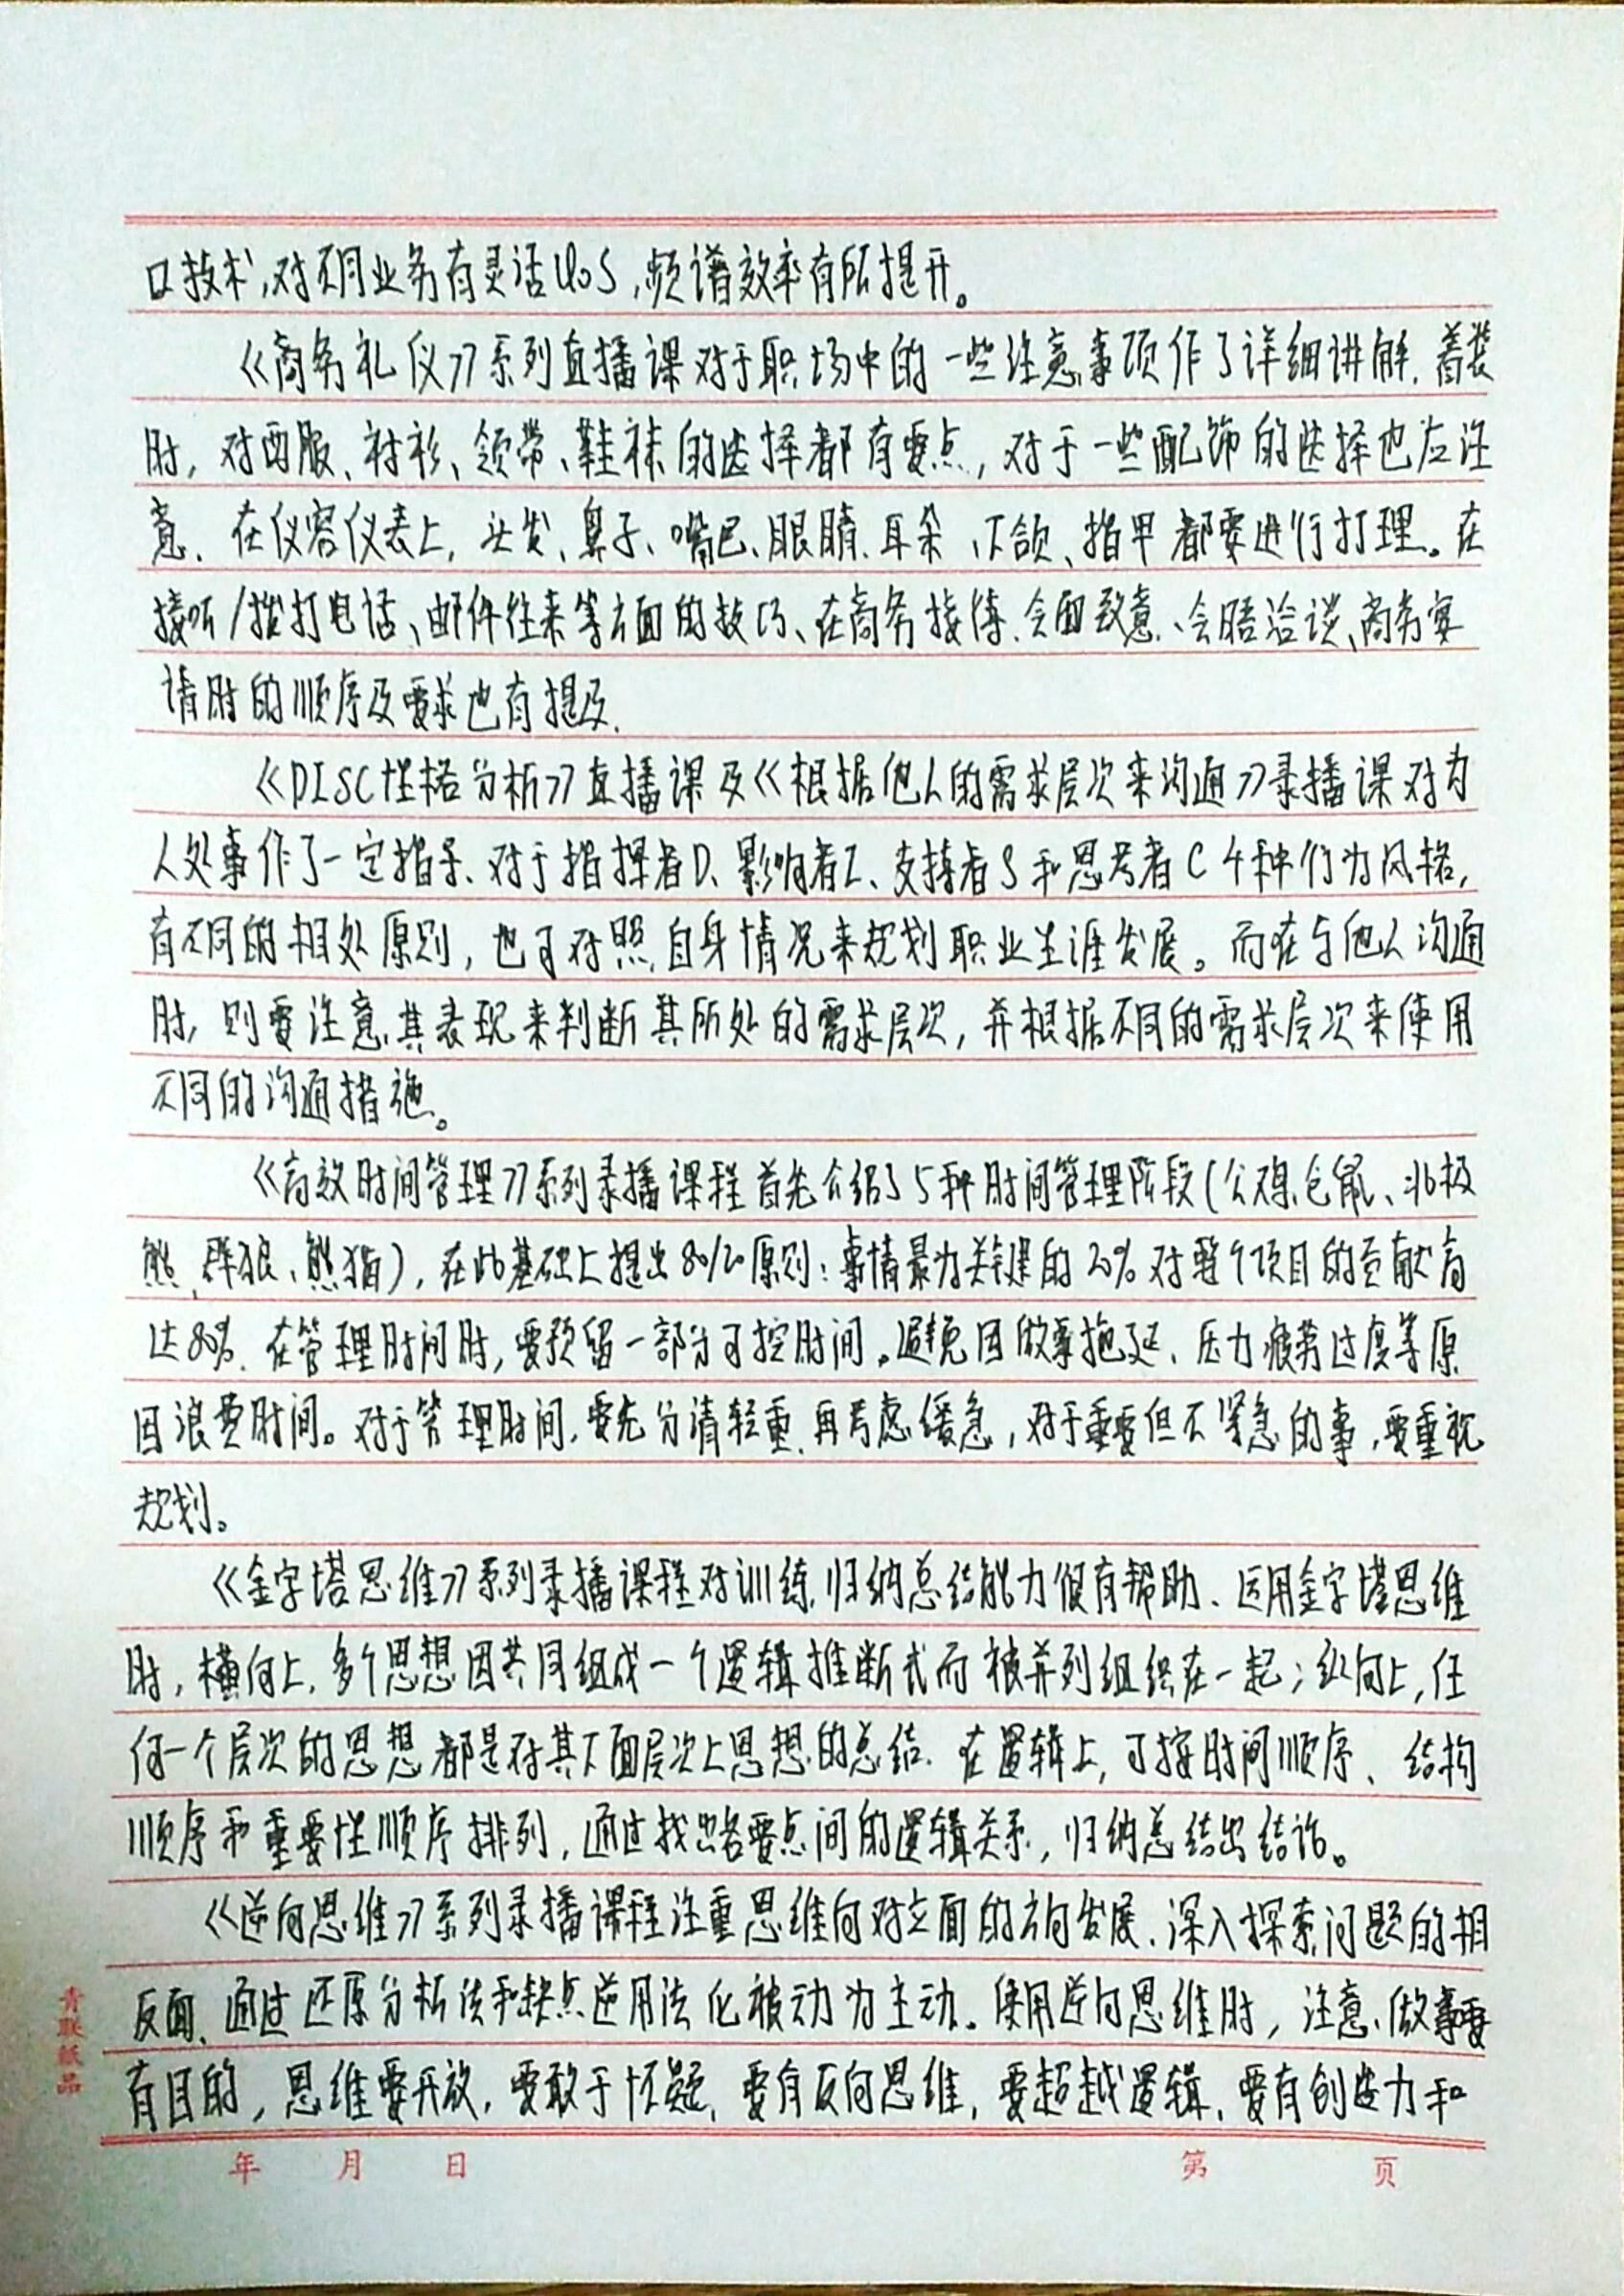 口技术,对不同业务有灵活QoS,频谱效率有所提升。
《商务礼仪》系列直播课对于职场中的一些注意事项作了详细讲解.着装
时,对西服、衬衫、领带、鞋袜的选择都有要点,对于一些配饰的选择也应注
意.在仪容仪表上,头发、鼻子、嘴巴、眼睛.耳朵、下颌、指甲都要进行打理。在
接听/拨打电话、邮件往来等方面的技巧、在商务接待.会面致意、会晤洽谈、商务宴
请时的顺序及要求也有提及.
《DISC性格分析》直播课及《根据他人的需求层次来沟通》录播课对为
人处事作了一定指导.对于指挥者D、影响者I、支持者S和思考者C 4种行为风格,
有不同的相处原则,也可对照自身情况来规划职业生涯发展。而在与他人沟通
时,则要注意其表现来判断其所处的需求层次,并根据不同的需求层次来使用
不同的沟通措施。
《高效时间管理》系列录播课程首先介绍了5种时间管理阶段(公鸡、仓鼠、北极
熊、群狼、熊猫),在此基础上提出80/20原则:事情最为关键的20%对整个项目的贡献高
达80%.在管理时间时,要预留一部分可控时间。避免因做事拖延、压力疲劳过度等原
因浪费时间。对于管理时间,要先分清轻重,再考虑缓急,对于重要但不紧急的事,要重视
规划。
《金字塔思维》系列录播课程对训练归纳总结能力很有帮助.运用金字塔思维
时,横向上,多个思想因共同组成一个逻辑推断式而被并列组织在一起;纵向上,任
何一个层次的思想都是对其下面层次上思想的总结.在逻辑上,可按时间顺序、结构
顺序和重要性顺序排列,通过找出各要点间的逻辑关系,归纳总结出结论。
《逆向思维》系列录播课程注重思维向对立面的方向发展.深入探索问题的相
反面、通过还原分析法和缺点逆用法化被动为主动。使用逆向思维时,注意做事要
有目的,思维要开放,要敢于怀疑,要有反向思维,要超越逻辑,要有创造力和
青联纸品
年 月 日 第 页